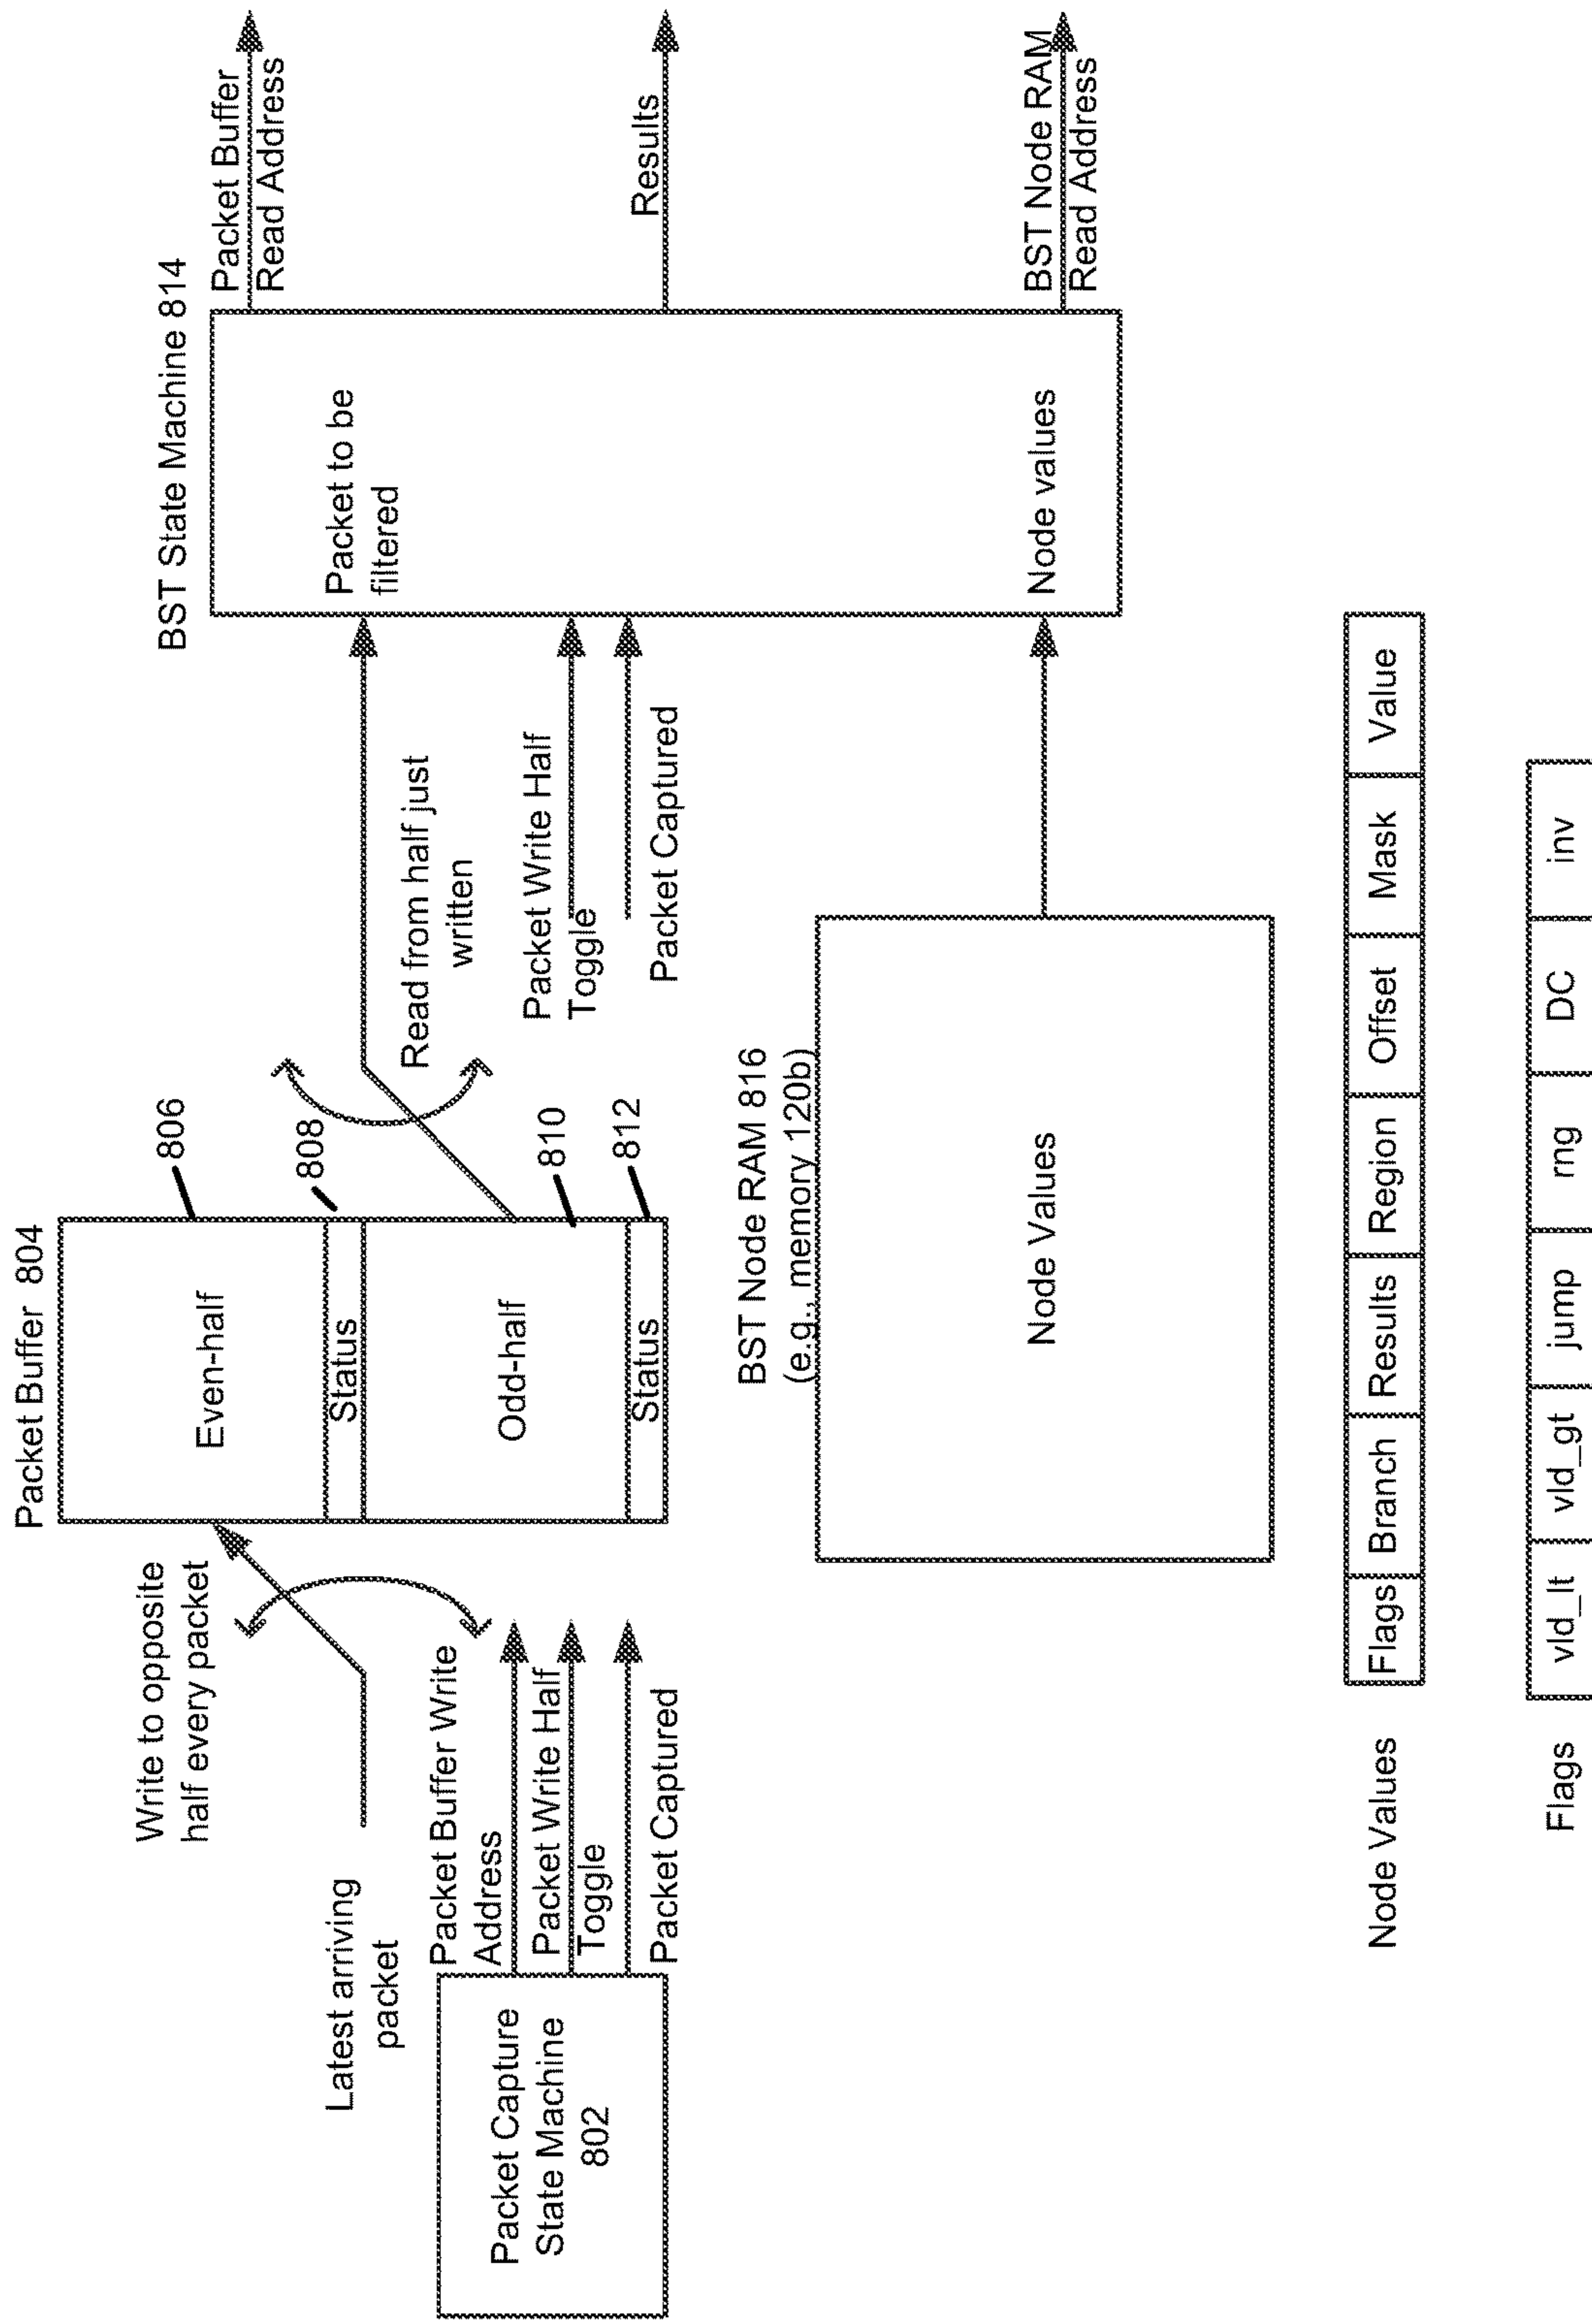 Packet Buffer 804
Write to opposite
half every packet
Latest arriving
packet
Even-half
Status
Odd-half
Status
806
808
810
812
Packet Capture
State Machine
802
Packet Buffer Write
Address
Packet Write Half
Toggle
Packet Captured
Read from half just
written
Packet Write Half
Toggle
Packet Captured
BST State Machine 814
Packet to be
filtered
Node values
Packet Buffer
Read Address
Results
BST Node RAM
Read Address
BST Node RAM 816
(e.g., memory 120b)
Node Values
Node Values
Flags Branch Results Region Offset Mask Value
Flags
vld_lt vld_gt jump rng DC inv